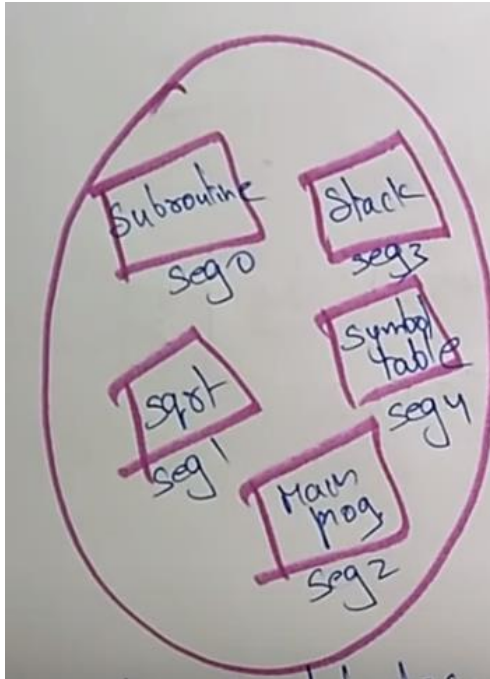 Subroutine
seg0
Stack
seg3
Symbol
table
seg4
sqrt
seg1
Main
prog
seg2